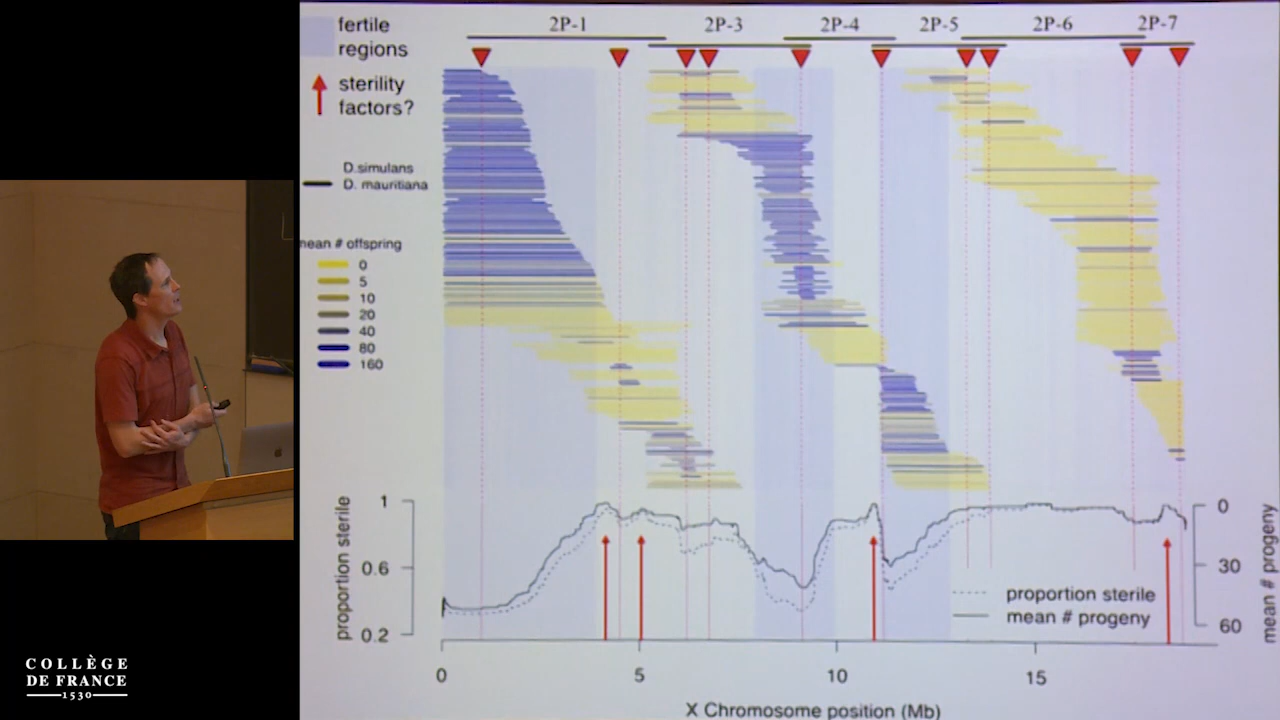 fertile
regions
2P-1
2P-3
2P-4
2P-5
2P-6
2P-7
sterility
factors?
D.simulans
D. mauritiana
mean # offspring
0
5
10
20
40
80
160
proportion sterile
1
0.6
0.2
0
30
60
mean # progeny
proportion sterile
mean # progeny
0
5
10
15
X Chromosome position (Mb)
COLLÈGE
DE FRANCE
1530